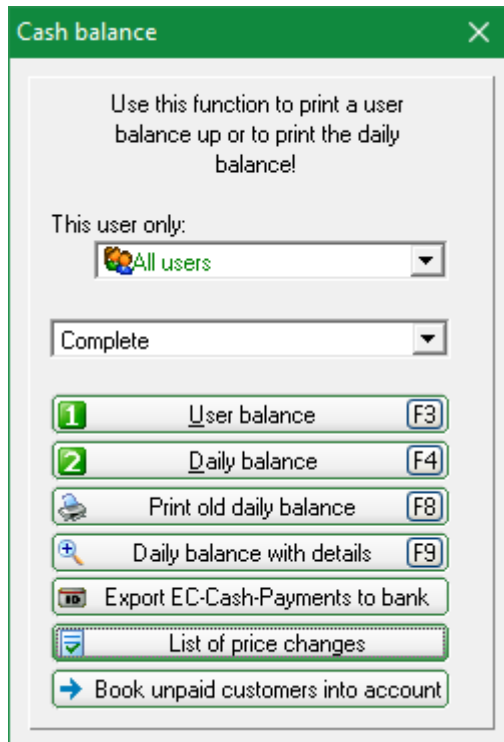 Cash balance
Use this function to print a user
balance up or to print the daily
balance!
This user only:
All users
Complete
1 User balance F3
2 Daily balance F4
Print old daily balance F8
Daily balance with details F9
Export EC-Cash-Payments to bank
List of price changes
Book unpaid customers into account